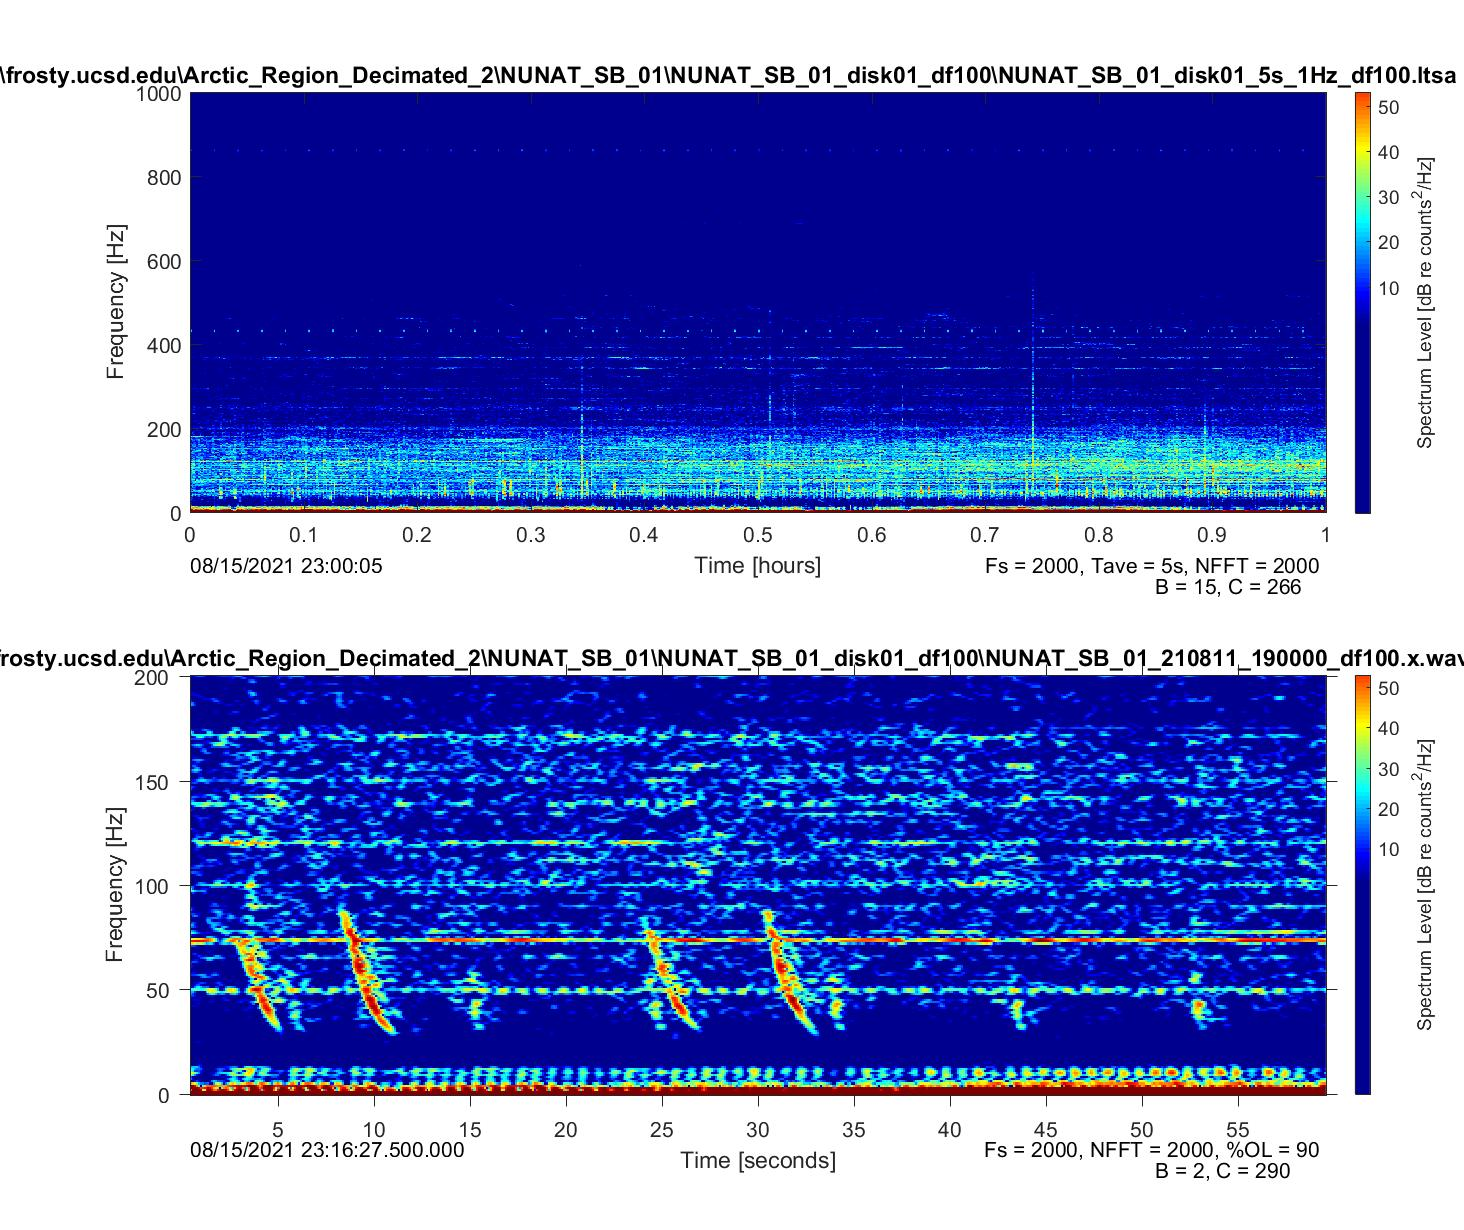 \frosty.ucsd.edu\Arctic_Region_Decimated_2\NUNAT_SB_01\NUNAT_SB_01_disk01_df100\NUNAT_SB_01_disk01_5s_1Hz_df100.ltsa
1000
800
600
400
200
0
Frequency [Hz]
0 0.1 0.2 0.3 0.4 0.5 0.6 0.7 0.8 0.9 1
Time [hours]
08/15/2021 23:00:05
Fs = 2000, Tave = 5s, NFFT = 2000
B = 15, C = 266
50
40
30
20
10
Spectrum Level [dB re counts²/Hz]
frosty.ucsd.edu\Arctic_Region_Decimated_2\NUNAT_SB_01\NUNAT_SB_01_disk01_df100\NUNAT_SB_01_210811_190000_df100.x.wav
200
150
100
50
0
Frequency [Hz]
5 10 15 20 25 30 35 40 45 50 55
Time [seconds]
08/15/2021 23:16:27.500.000
Fs = 2000, NFFT = 2000, %OL = 90
B = 2, C = 290
50
40
30
20
10
Spectrum Level [dB re counts²/Hz]